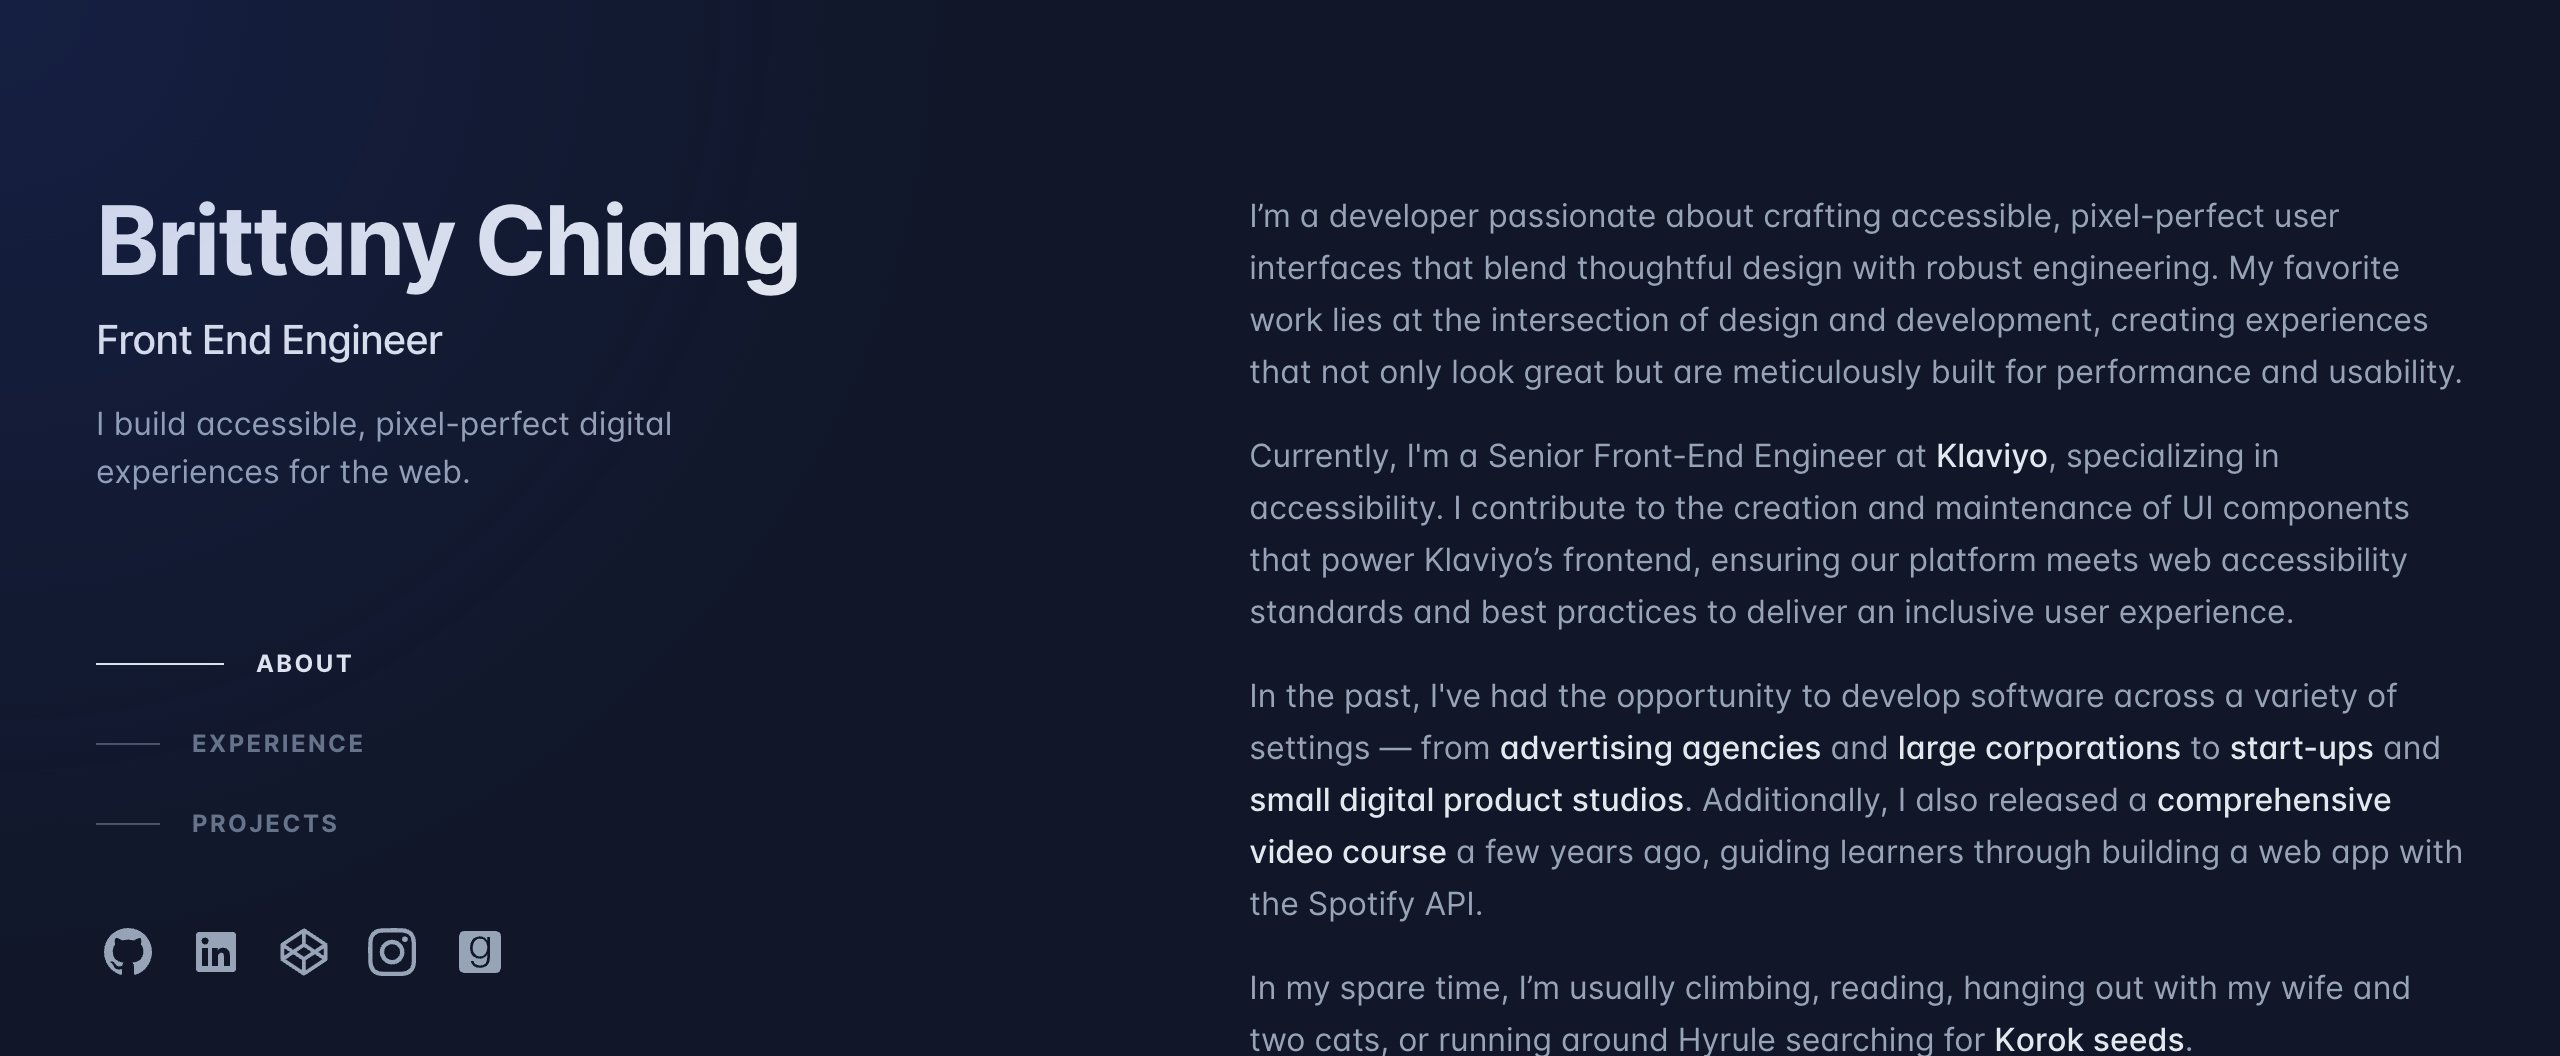 Brittany Chiang
Front End Engineer
I build accessible, pixel-perfect digital
experiences for the web.
ABOUT
EXPERIENCE
PROJECTS
I’m a developer passionate about crafting accessible, pixel-perfect user
interfaces that blend thoughtful design with robust engineering. My favorite
work lies at the intersection of design and development, creating experiences
that not only look great but are meticulously built for performance and usability.
Currently, I'm a Senior Front-End Engineer at Klaviyo, specializing in
accessibility. I contribute to the creation and maintenance of UI components
that power Klaviyo’s frontend, ensuring our platform meets web accessibility
standards and best practices to deliver an inclusive user experience.
In the past, I've had the opportunity to develop software across a variety of
settings — from advertising agencies and large corporations to start-ups and
small digital product studios. Additionally, I also released a comprehensive
video course a few years ago, guiding learners through building a web app with
the Spotify API.
In my spare time, I’m usually climbing, reading, hanging out with my wife and
two cats, or running around Hyrule searching for Korok seeds.